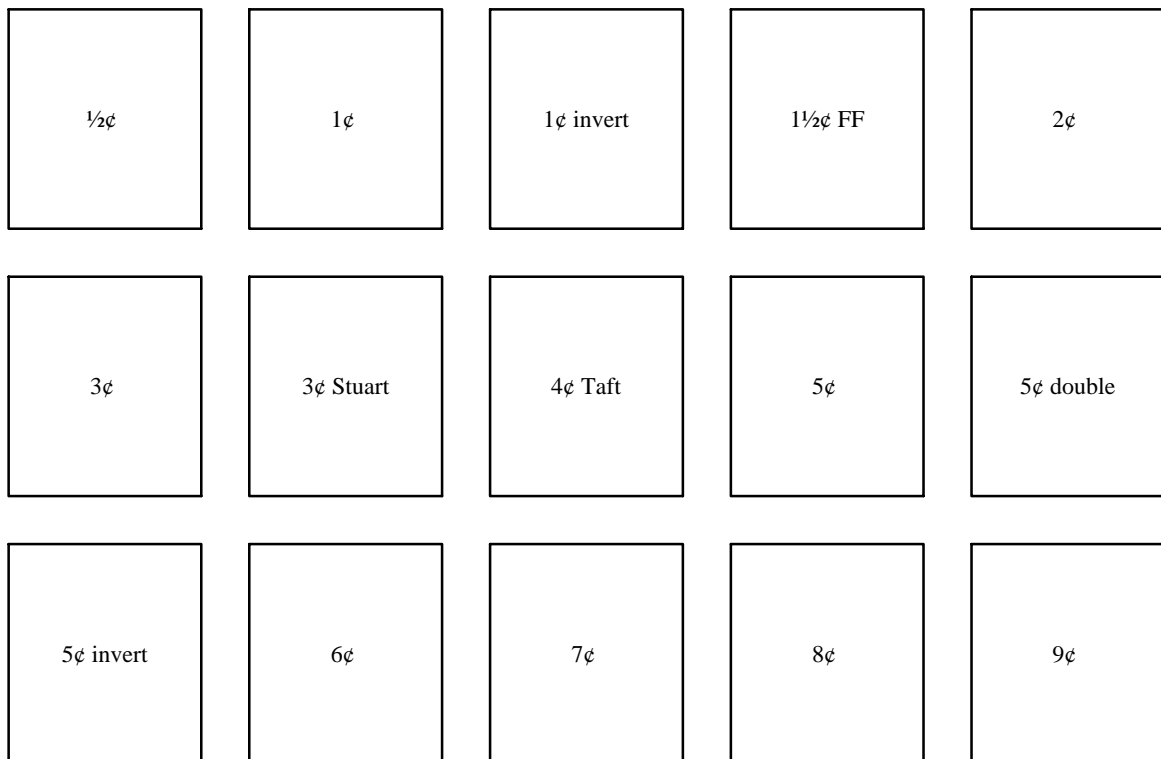 ½¢
1¢
1¢ invert
1½¢ FF
2¢
3¢
3¢ Stuart
4¢ Taft
5¢
5¢ double
5¢ invert
6¢
7¢
8¢
9¢